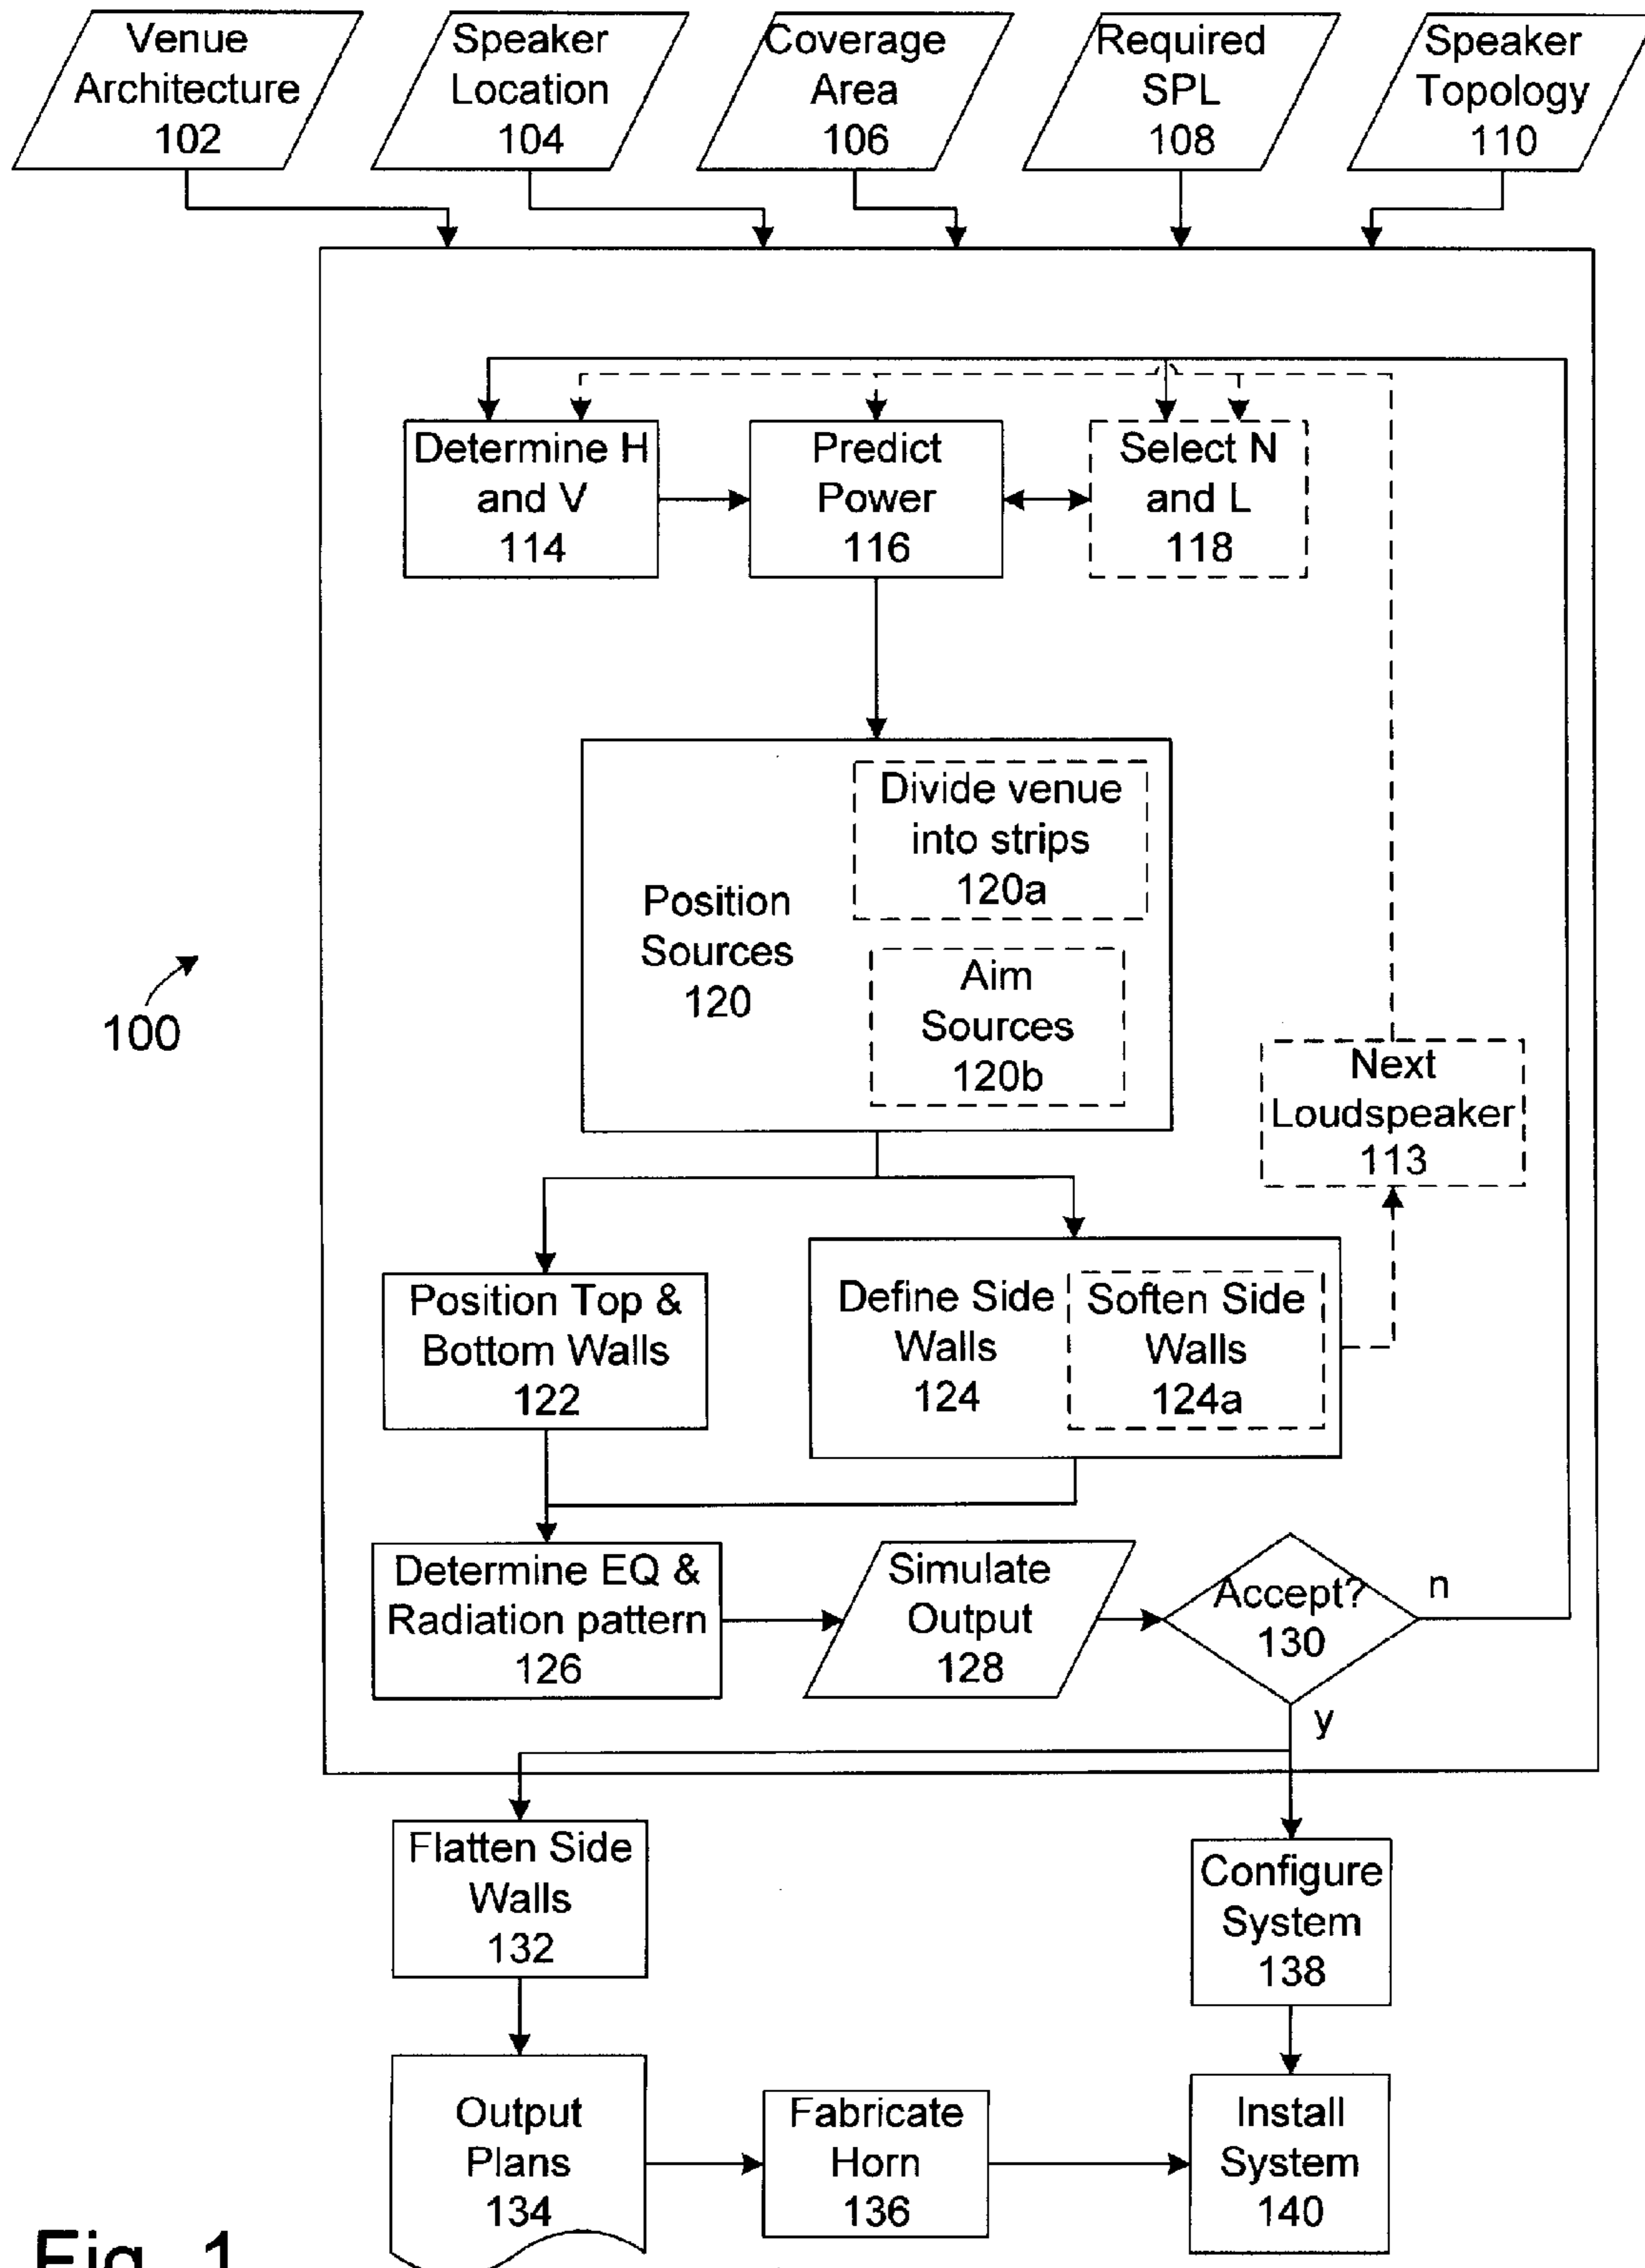 Venue
Architecture
102
Speaker
Location
104
Coverage
Area
106
Required
SPL
108
Speaker
Topology
110
Determine H
and V
114
Predict
Power
116
Select N
and L
118
Position
Sources
120
Divide venue
into strips
120a
Aim
Sources
120b
100
Next
Loudspeaker
113
Position Top &
Bottom Walls
122
Define Side
Walls
124
Soften Side
Walls
124a
Determine EQ &
Radiation pattern
126
Simulate
Output
128
Accept?
130
n
y
Flatten Side
Walls
132
Configure
System
138
Output
Plans
134
Fabricate
Horn
136
Install
System
140
Fig. 1